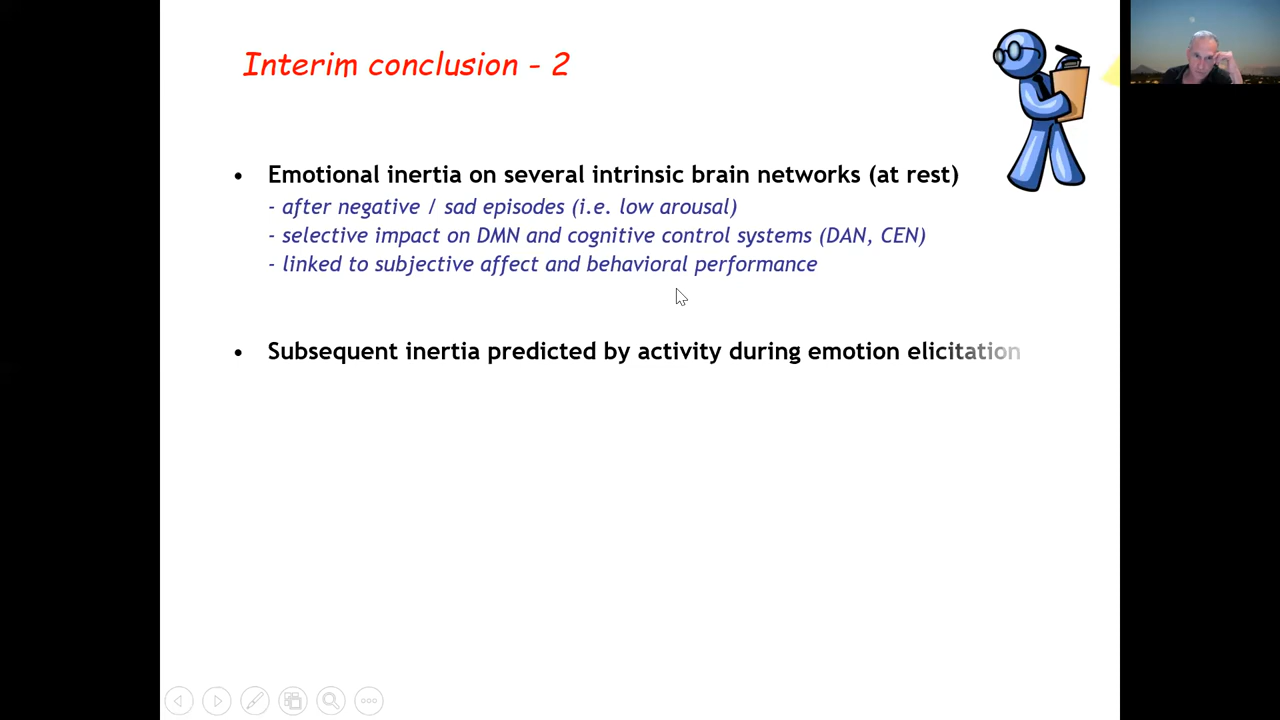 Interim conclusion - 2
• Emotional inertia on several intrinsic brain networks (at rest)
- after negative / sad episodes (i.e. low arousal)
- selective impact on DMN and cognitive control systems (DAN, CEN)
- linked to subjective affect and behavioral performance
• Subsequent inertia predicted by activity during emotion elicitation